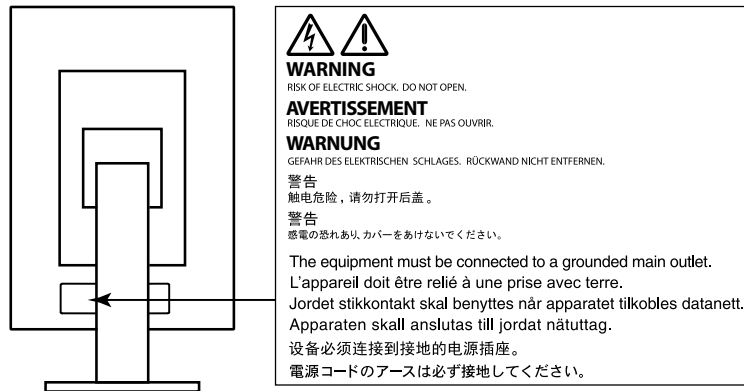 WARNING
RISK OF ELECTRIC SHOCK. DO NOT OPEN.
AVERTISSEMENT
RISQUE DE CHOC ELECTRIQUE. NE PAS OUVRIR.
WARNUNG
GEFAHR DES ELEKTRISCHEN SCHLAGES. RÜCKWAND NICHT ENTFERNEN.
警告
触电危险，请勿打开后盖。
警告
感電の恐れあり、カバーをあけないでください。
The equipment must be connected to a grounded main outlet.
L'appareil doit être relié à une prise avec terre.
Jordet stikkontakt skal benyttes når apparatet tilkobles datanett.
Apparaten skall anslutas till jordat nätuttag.
设备必须连接到接地的电源插座。
電源コードのアースは必ず接地してください。